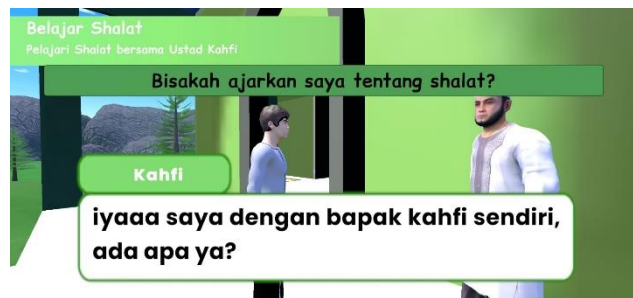 Belajar Shalat
Pelajari Shalat bersama Ustad Kahfi
Bisakah ajarkan saya tentang shalat?
Kahfi
iyaaa saya dengan bapak kahfi sendiri,
ada apa ya?